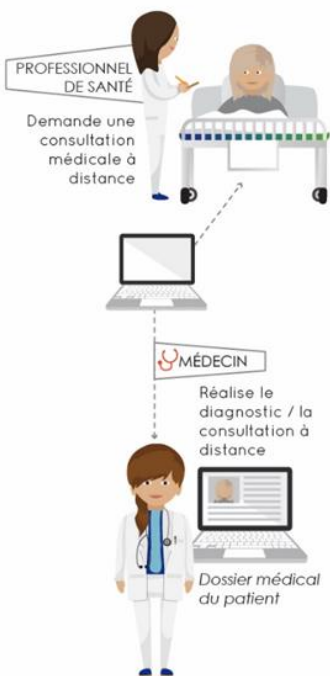 PROFESSIONNEL
DE SANTÉ
Demande une
consultation
médicale à
distance
MÉDECIN
Réalise le
diagnostic / la
consultation à
distance
Dossier médical
du patient